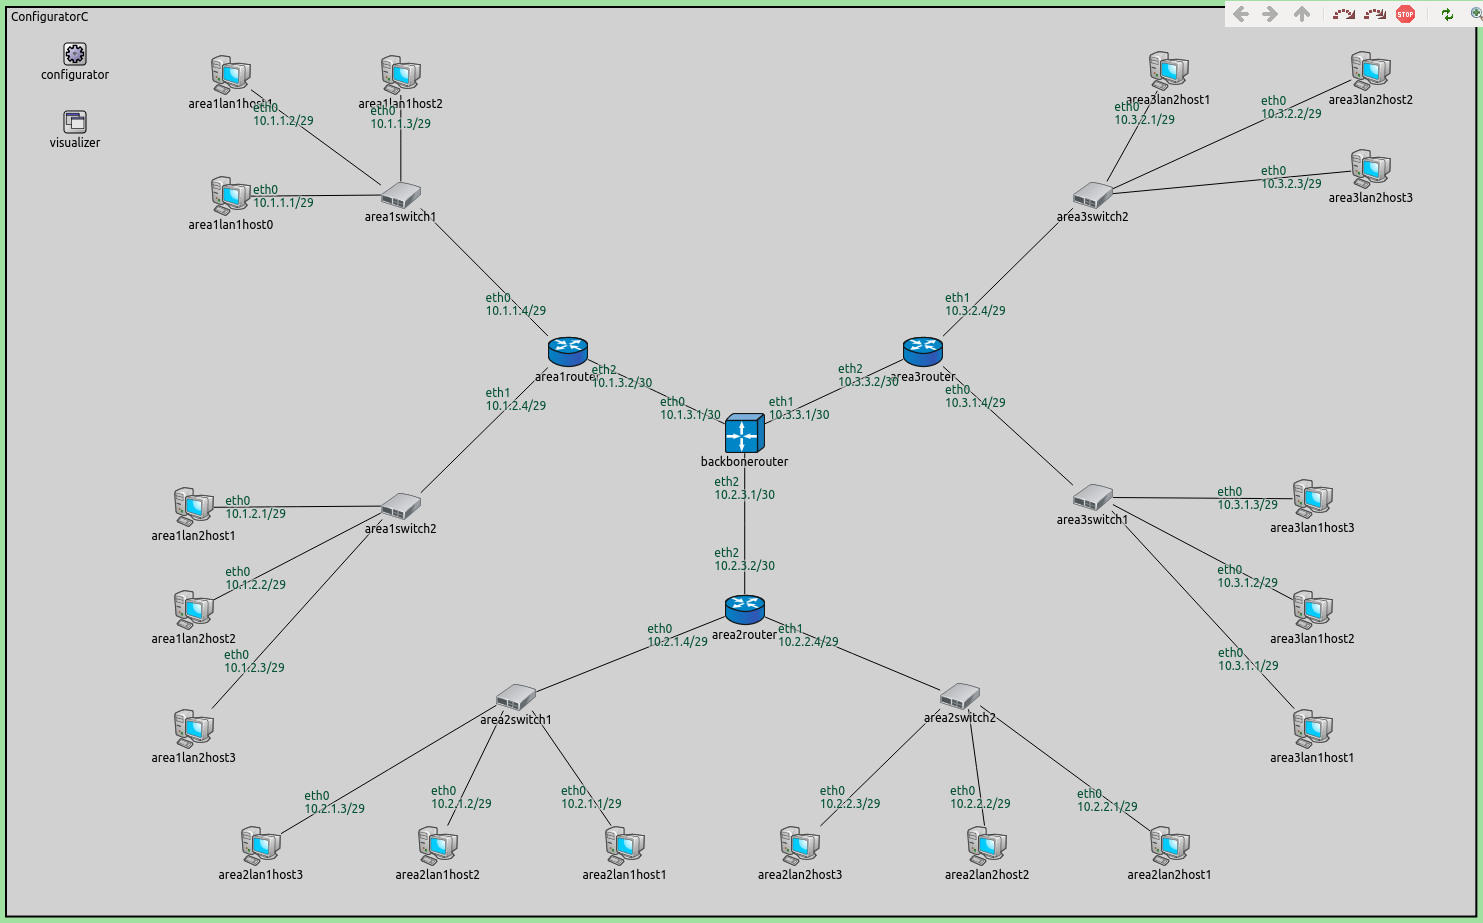 ConfiguratorC
STOP
configurator
visualizer
area1lan1host1
eth0
10.1.1.2/29
area1lan1host2
eth0
10.1.1.3/29
eth0
10.1.1.1/29
area1lan1host0
area1switch1
area3lan2host1
eth0
10.3.2.1/29
area3lan2host2
eth0
10.3.2.2/29
eth0
10.3.2.3/29
area3lan2host3
area3switch2
eth0
10.1.1.4/29
eth1
10.3.2.4/29
area1router
eth2
10.1.3.2/30
eth1
10.1.2.4/29
eth0
10.1.3.1/30
eth1
10.3.3.1/30
eth2
10.3.3.2/30
area3router
eth0
10.3.1.4/29
backbonerouter
eth2
10.2.3.1/30
eth0
10.1.2.1/29
area1lan2host1
area1switch2
eth0
10.1.2.2/29
area1lan2host2
eth0
10.1.2.3/29
area1lan2host3
area3switch1
eth0
10.3.1.3/29
area3lan1host3
eth0
10.3.1.2/29
area3lan1host2
eth0
10.3.1.1/29
area3lan1host1
eth2
10.2.3.2/30
area2router
eth0
10.2.1.4/29
eth1
10.2.2.4/29
area2switch1
area2switch2
eth0
10.2.1.3/29
eth0
10.2.1.2/29
eth0
10.2.1.1/29
eth0
10.2.2.3/29
eth0
10.2.2.2/29
eth0
10.2.2.1/29
area2lan1host3
area2lan1host2
area2lan1host1
area2lan2host3
area2lan2host2
area2lan2host1